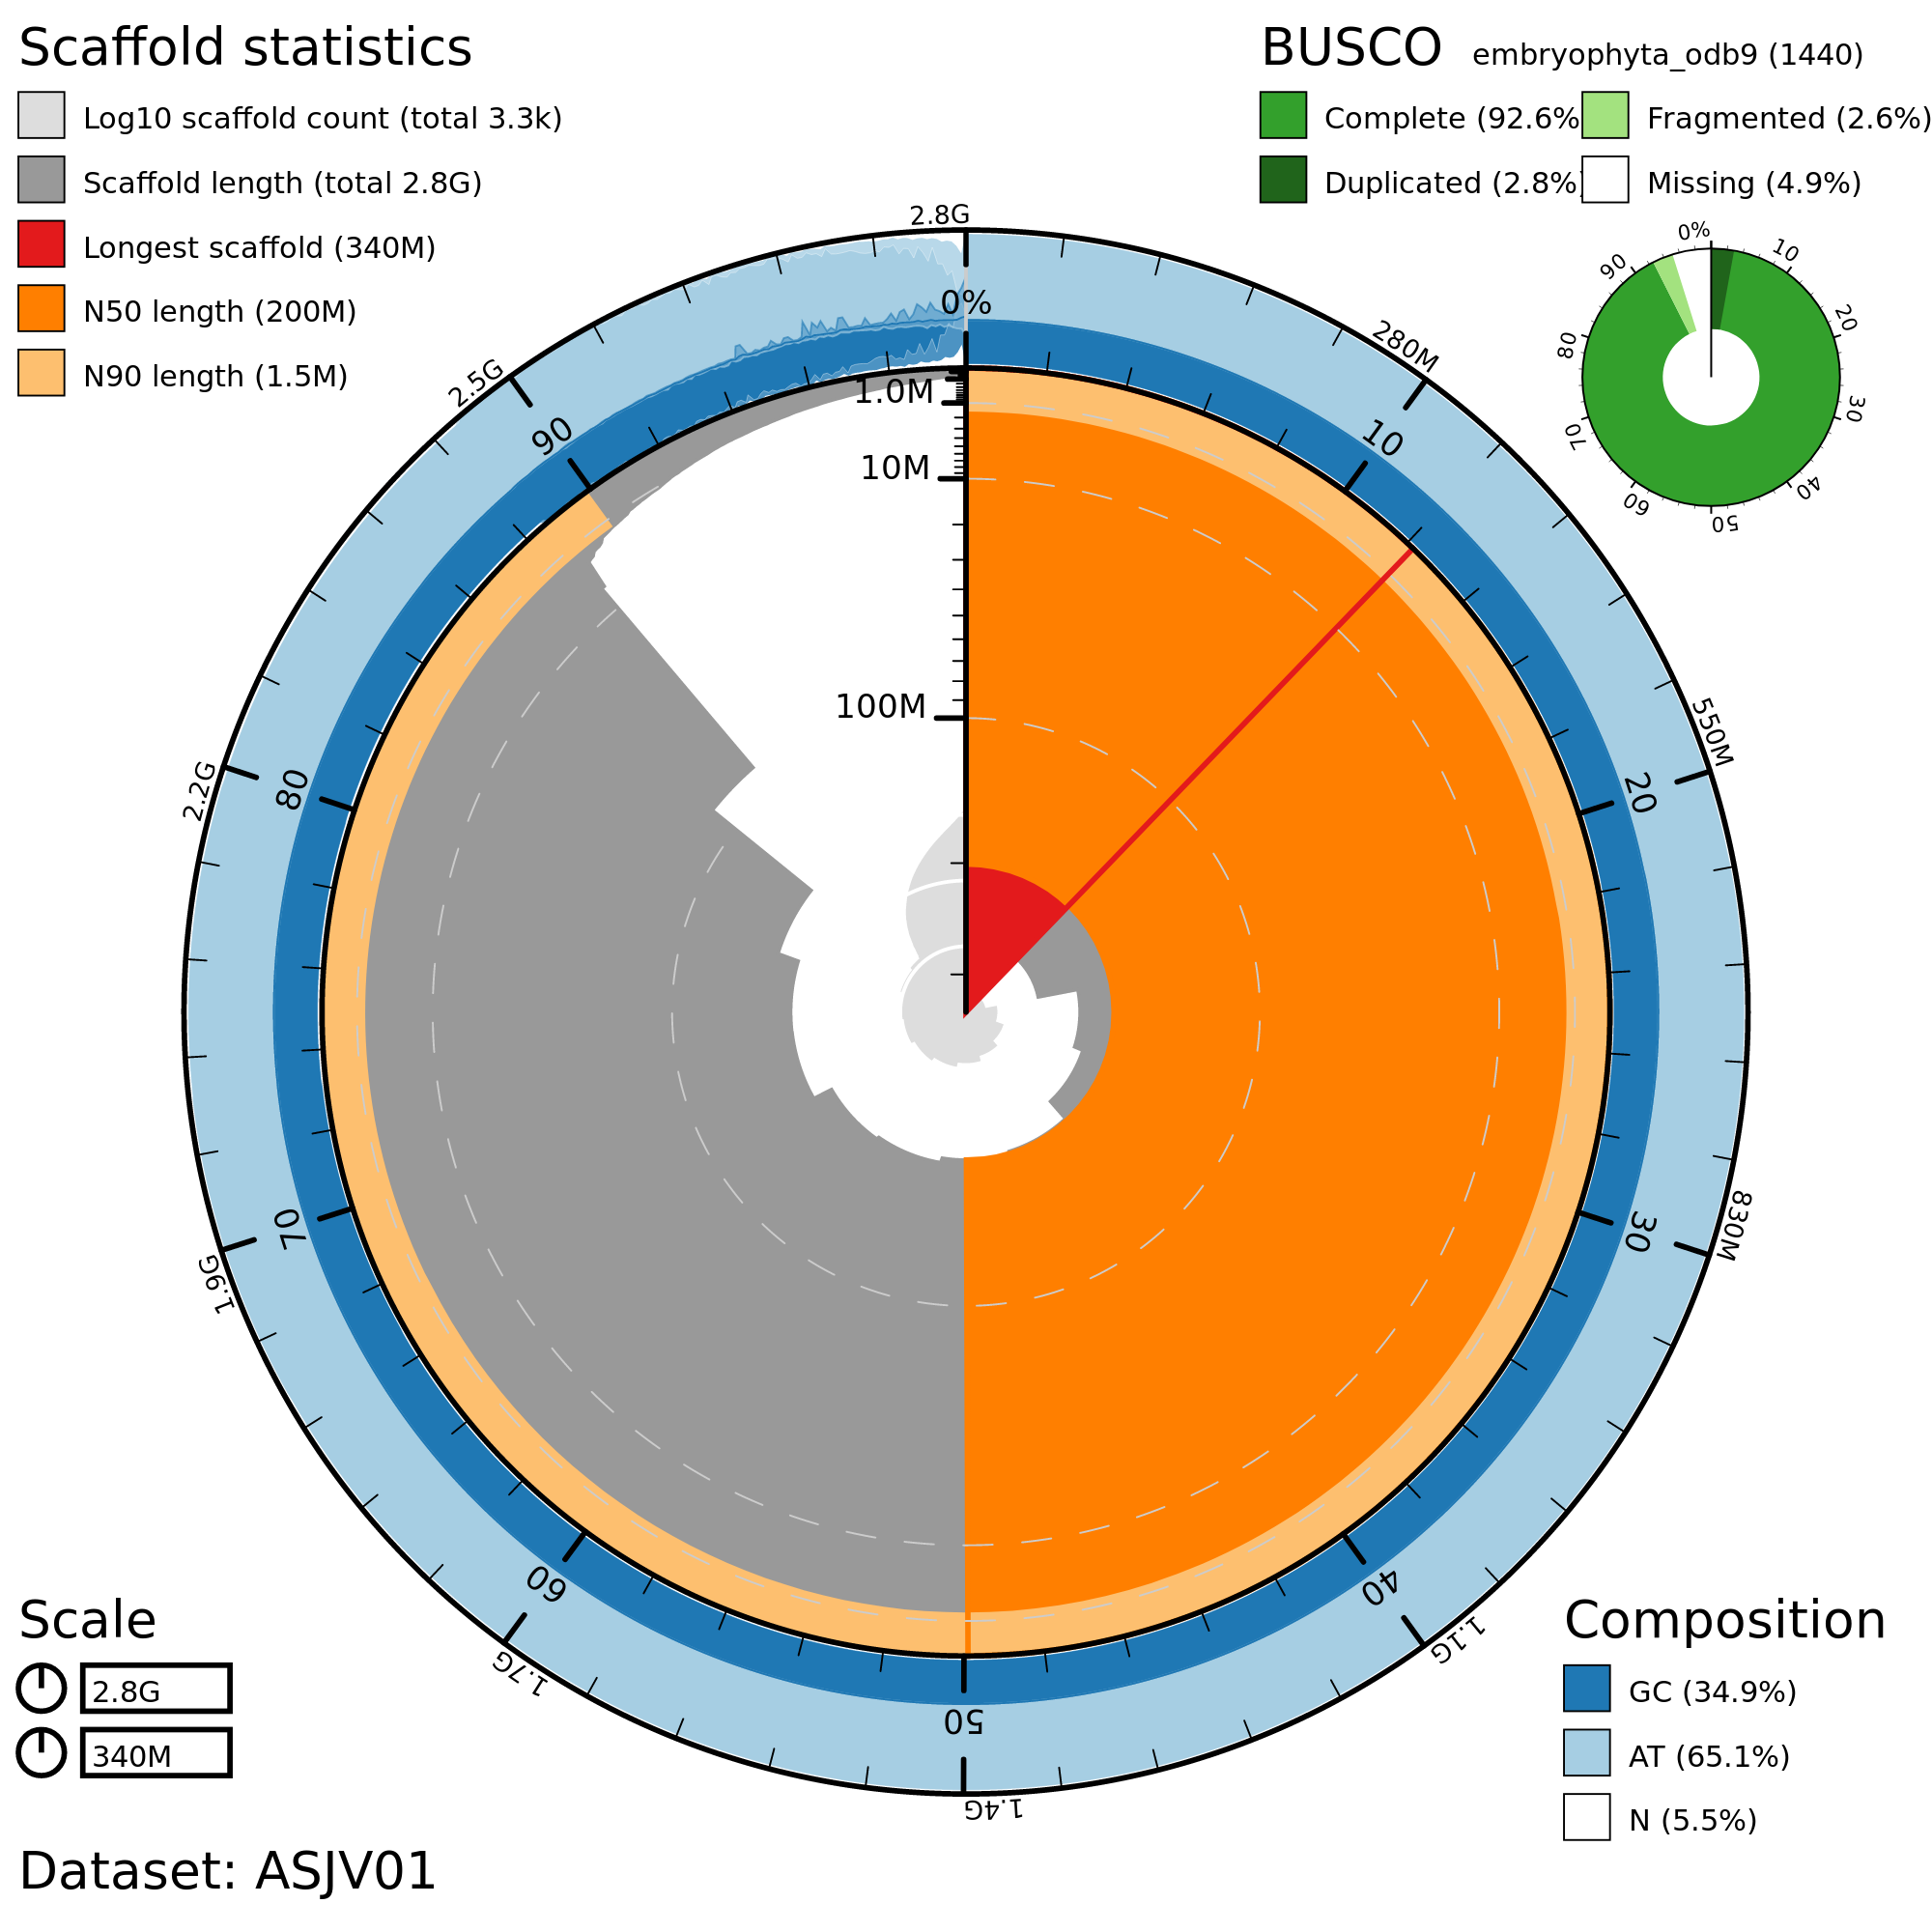 Scaffold statistics
Log10 scaffold count (total 3.3k)
Scaffold length (total 2.8G)
Longest scaffold (340M)
N50 length (200M)
N90 length (1.5M)
BUSCO embryophyta_odb9 (1440)
Complete (92.6%
Fragmented (2.6%)
Duplicated (2.8%)
Missing (4.9%)
0%
10
20
30
40
50
60
70
80
90
2.8G
280M
550M
830M
1.1G
1.4G
1.7G
1.9G
2.2G
2.5G
0%
10
20
30
40
50
60
70
80
90
1.0M
10M
100M
Scale
2.8G
340M
Composition
GC (34.9%)
AT (65.1%)
N (5.5%)
Dataset: ASJV01